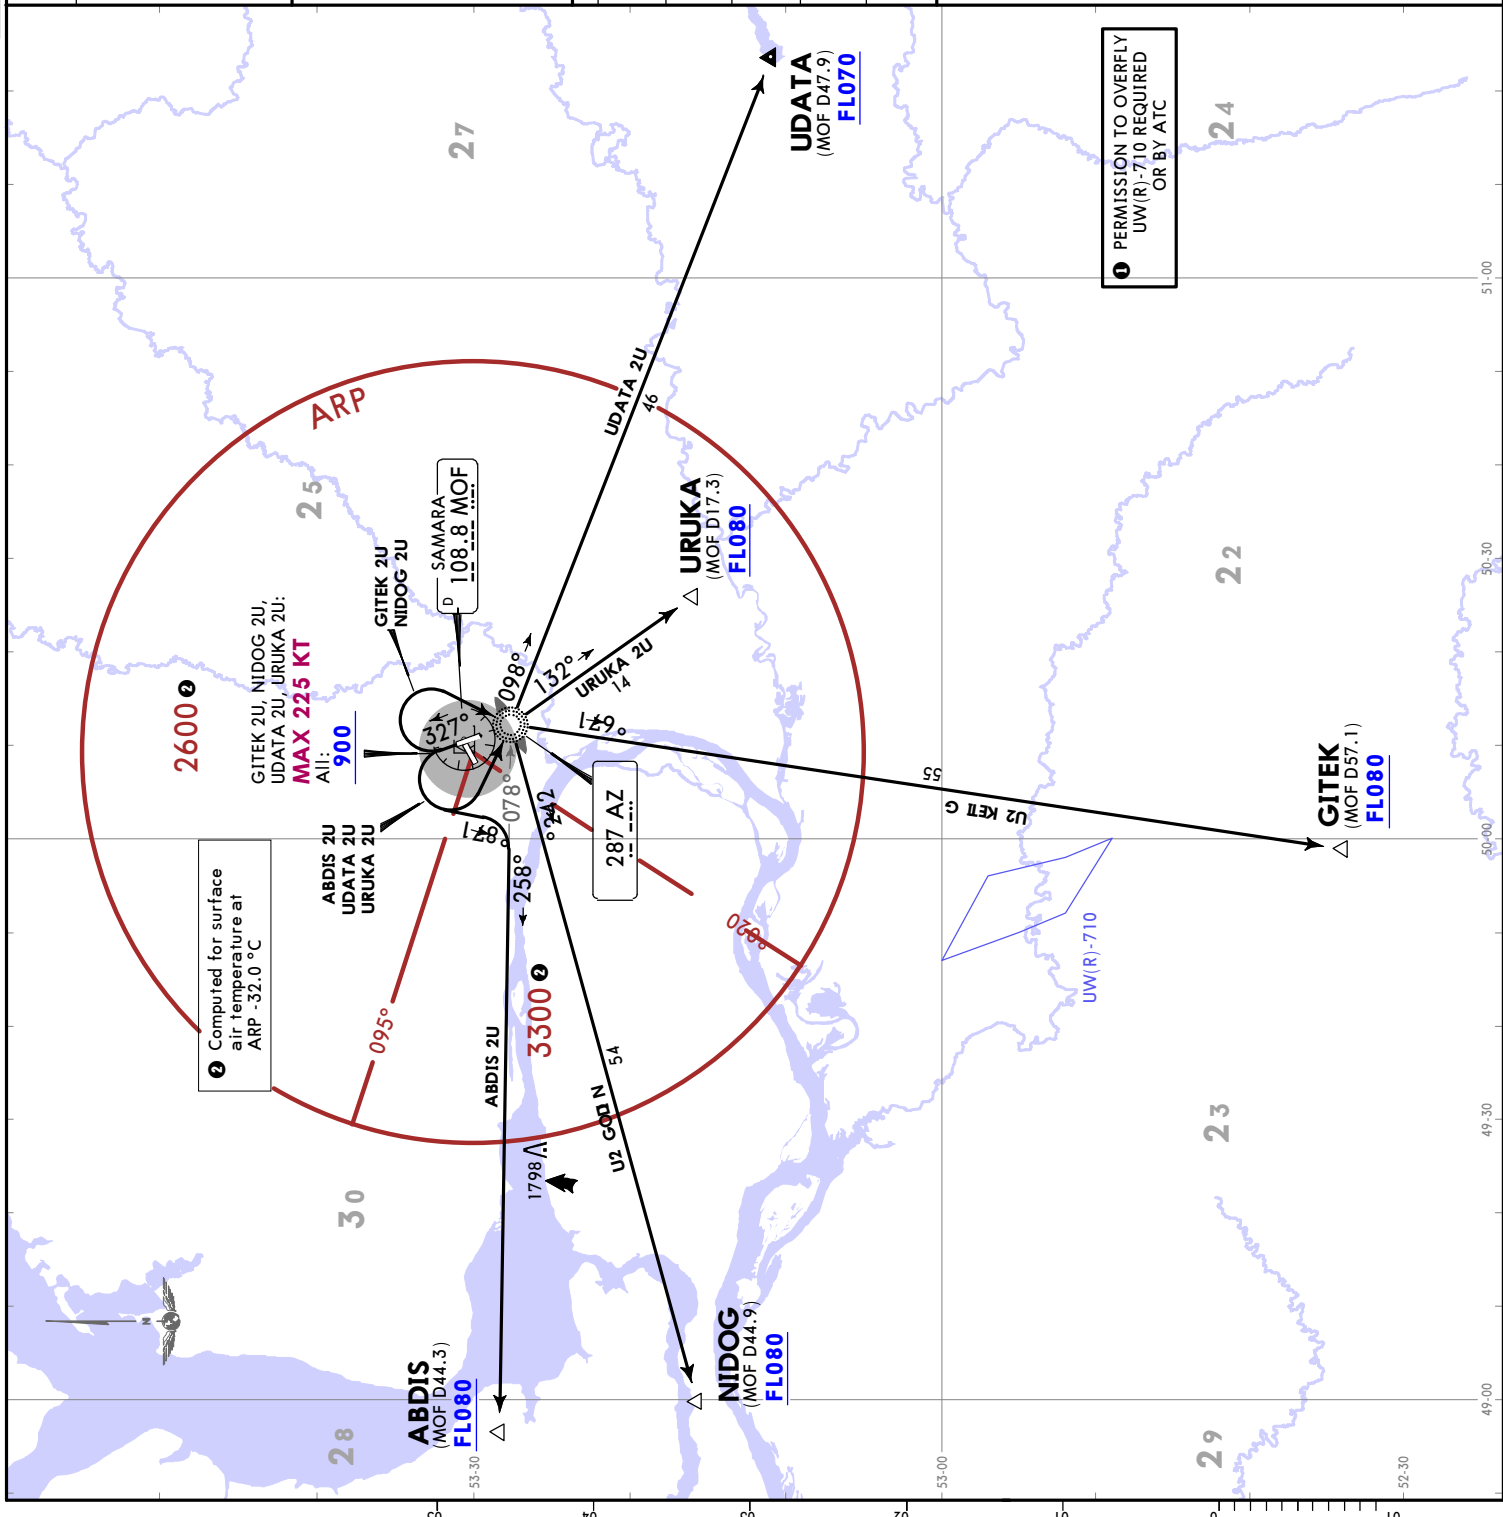 27
24
25
22
23
30
28
29
ARP
2600 2
3300 2
GITEK 2U, NIDOG 2U,
UDATA 2U, URUKA 2U:
MAX 225 KT
All:
900
GITEK 2U
NIDOG 2U
D SAMARA
108.8 MOF
ABDIS 2U
UDATA 2U
URUKA 2U
2 Computed for surface
air temperature at
ARP -32.0 °C
1 PERMISSION TO OVERFLY
UW(R)-710 REQUIRED
OR BY ATC
UDATA
(MOF D47.9)
FL070
URUKA
(MOF D17.3)
FL080
GITEK
(MOF D57.1)
FL080
NIDOG
(MOF D44.9)
FL080
ABDIS
(MOF D44.3)
FL080
287 AZ
UDATA 2U
46
URUKA 2U
14
55
54
ABDIS 2U
327°
098°
132°
179°
078°
178°
242°
258°
095°
020°
1798
UW(R)-710
N
51-00
50-30
50-00
49-30
49-00
53-30
53-00
52-30